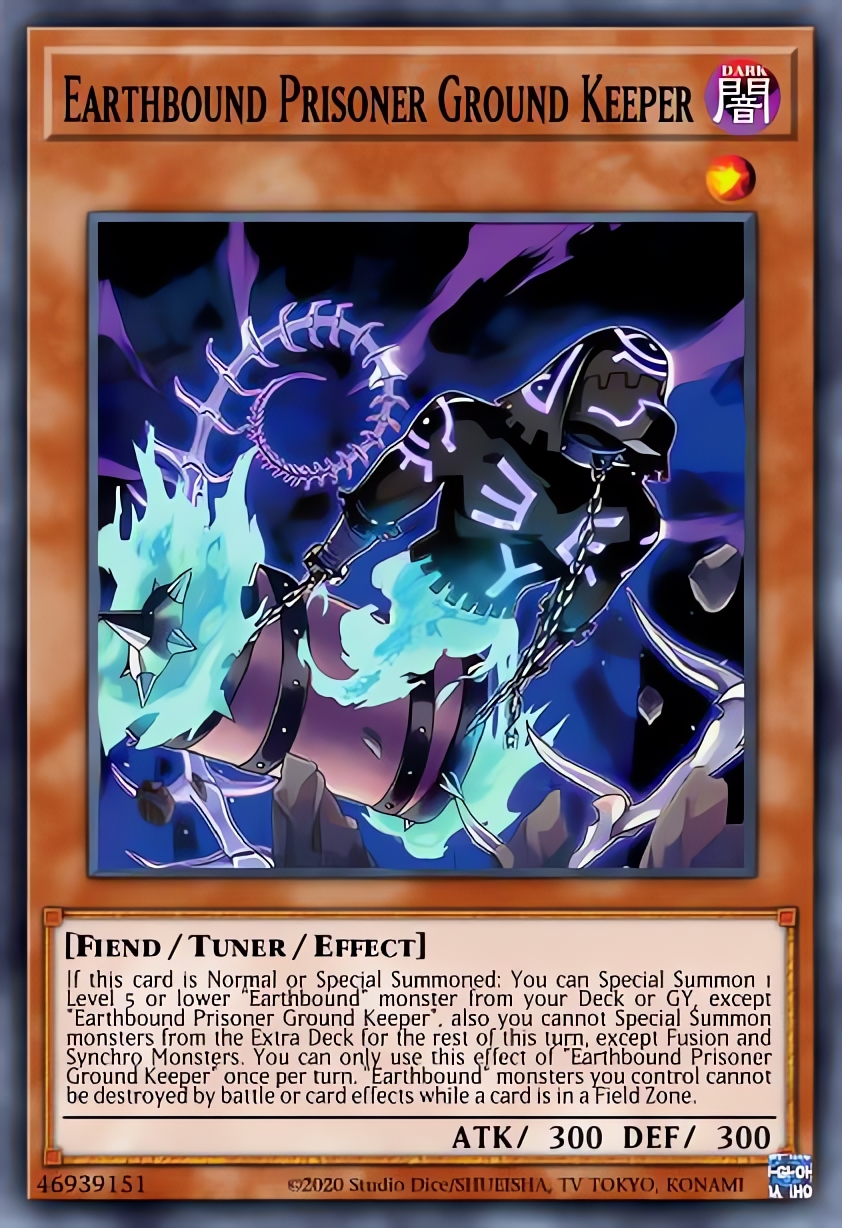 Earthbound Prisoner Ground Keeper
DARK
闇
[Fiend / Tuner / Effect]
If this card is Normal or Special Summoned: You can Special Summon 1
Level 5 or lower "Earthbound" monster from your Deck or GY, except
"Earthbound Prisoner Ground Keeper", also you cannot Special Summon
monsters from the Extra Deck for the rest of this turn, except Fusion and
Synchro Monsters. You can only use this effect of "Earthbound Prisoner
Ground Keeper" once per turn. "Earthbound" monsters you control cannot
be destroyed by battle or card effects while a card is in a Field Zone.
ATK/ 300 DEF/ 300
46939151
©2020 Studio Dice/SHUEISHA, TV TOKYO, KONAMI